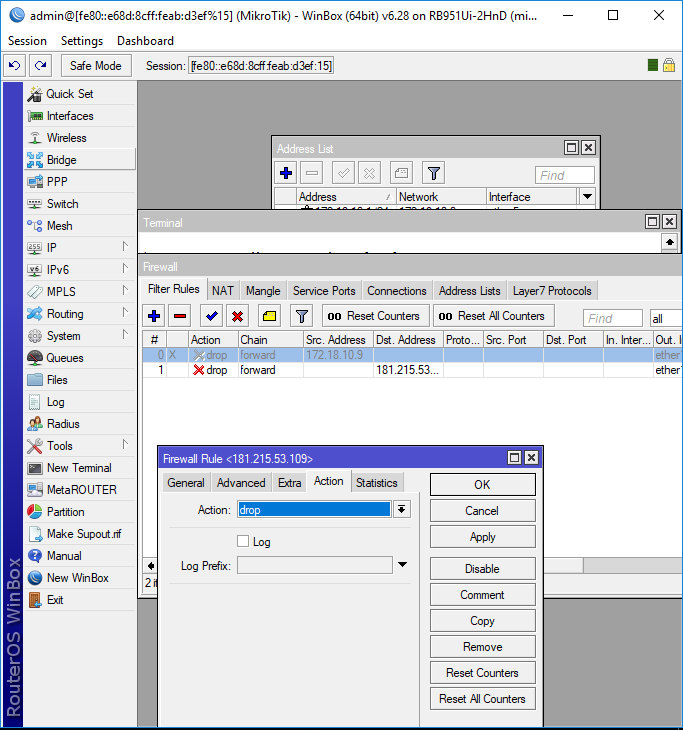 admin@[fe80::e68d:8cff:feab:d3ef%15] (MikroTik) - WinBox (64bit) v6.28 on RB951Ui-2HnD (mi...
Session Settings Dashboard
Safe Mode Session: [fe80::e68d:8cff:feab:d3ef:15]
Quick Set
Interfaces
Wireless
Bridge
PPP
Switch
Mesh
IP
IPv6
MPLS
Routing
System
Queues
Files
Log
Radius
Tools
New Terminal
MetaROUTER
Partition
Make Supout.rif
Manual
New WinBox
Exit
RouterOS WinBox
Address List
Find
Address Network Interface
Terminal
Firewall
Filter Rules NAT Mangle Service Ports Connections Address Lists Layer7 Protocols
00 Reset Counters 00 Reset All Counters Find all
# Action Chain Src. Address Dst. Address Proto... Src. Port Dst. Port In. Inter... Out. I
0 X drop forward 172.18.10.9 ether
1 drop forward 181.215.53... ether
2 it
Firewall Rule <181.215.53.109>
General Advanced Extra Action Statistics
Action: drop
Log
Log Prefix:
OK
Cancel
Apply
Disable
Comment
Copy
Remove
Reset Counters
Reset All Counters